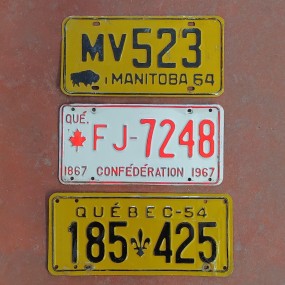 MV523
MANITOBA 64
QUÉ.
FJ-7248
1867 CONFÉDÉRATION 1967
QUÉBEC-54
185 425